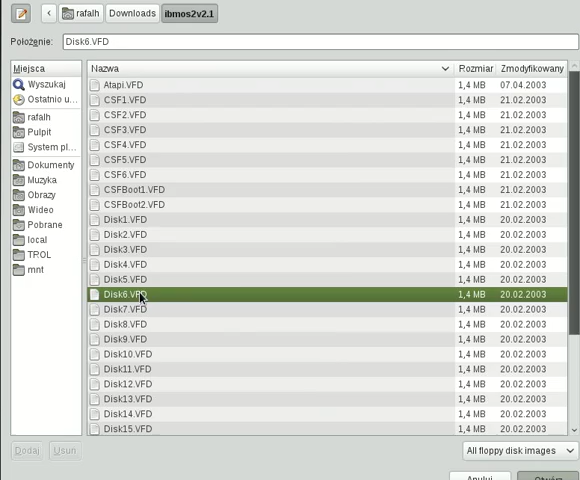 rafalh Downloads ibmos2v2.1
Położenie: Disk6.VFD
Miejsca
Wyszukaj
Ostatnio u...
rafalh
Pulpit
System pl...
Dokumenty
Muzyka
Obrazy
Wideo
Pobrane
local
TPOL
mnt
Nazwa Rozmiar Zmodyfikowany
Atapi.VFD 1,4 MB 07.04.2003
CSF1.VFD 1,4 MB 21.02.2003
CSF2.VFD 1,4 MB 21.02.2003
CSF3.VFD 1,4 MB 21.02.2003
CSF4.VFD 1,4 MB 21.02.2003
CSF5.VFD 1,4 MB 21.02.2003
CSF6.VFD 1,4 MB 21.02.2003
CSFBoot1.VFD 1,4 MB 21.02.2003
CSFBoot2.VFD 1,4 MB 21.02.2003
Disk1.VFD 1,4 MB 20.02.2003
Disk2.VFD 1,4 MB 20.02.2003
Disk3.VFD 1,4 MB 20.02.2003
Disk4.VFD 1,4 MB 20.02.2003
Disk5.VFD 1,4 MB 20.02.2003
Disk6.VFD 1,4 MB 20.02.2003
Disk7.VFD 1,4 MB 20.02.2003
Disk8.VFD 1,4 MB 20.02.2003
Disk9.VFD 1,4 MB 20.02.2003
Disk10.VFD 1,4 MB 20.02.2003
Disk11.VFD 1,4 MB 20.02.2003
Disk12.VFD 1,4 MB 20.02.2003
Disk13.VFD 1,4 MB 20.02.2003
Disk14.VFD 1,4 MB 20.02.2003
Disk15.VFD 1,4 MB 20.02.2003
Dodaj Usuń
All floppy disk images
Anuluj Otwórz